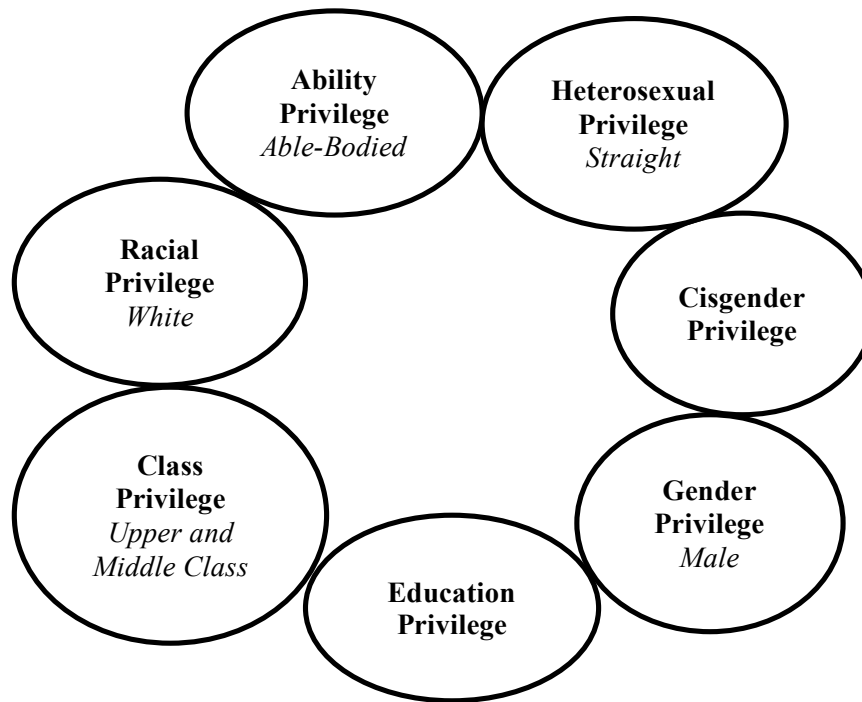 Ability
Privilege
Able-Bodied
Heterosexual
Privilege
Straight
Racial
Privilege
White
Cisgender
Privilege
Class
Privilege
Upper and
Middle Class
Gender
Privilege
Male
Education
Privilege